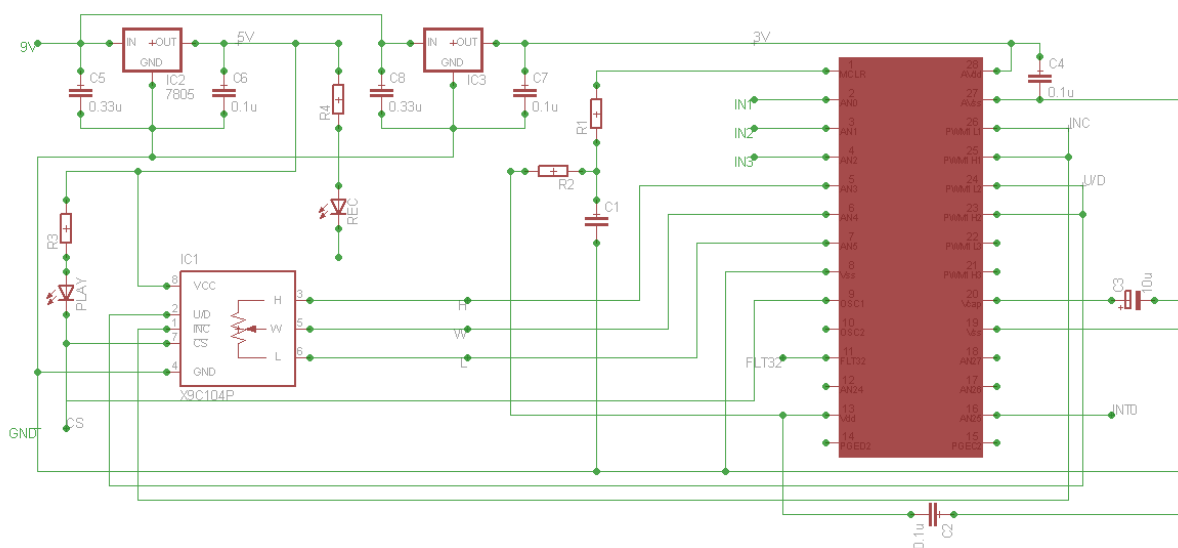 9V
IN
+OUT
GND
IC2
7805
5V
C5
0.33u
C6
0.1u
C8
0.33u
IN
+OUT
GND
IC3
C7
0.1u
3V
C4
0.1u
R4
REC
R1
R2
C1
R3
PLAY
IC1
8 VCC
2 U/D
1 INC
7 CS
4 GND
H 3
W 5
L 6
X9C104P
H
W
L
GND
CS
IN1
IN2
IN3
FLT32
1 MCLR
2 AN0
3 AN1
4 AN2
5 AN3
6 AN4
7 AN5
8 Vss
9 OSC1
10 OSC2
11 FLT32
12 AN24
13 Vdd
14 PGED2
28 AVdd
27 AVss
26 PWM1L1
25 PWM1H1
24 PWM1L2
23 PWM1H2
22 PWM1L3
21 PWM1H3
20 Vcap
19 Vss
18 AN27
17 AN26
16 AN25
15 PGEC2
INC
U/D
C3
10u
INT0
0.1u
C2